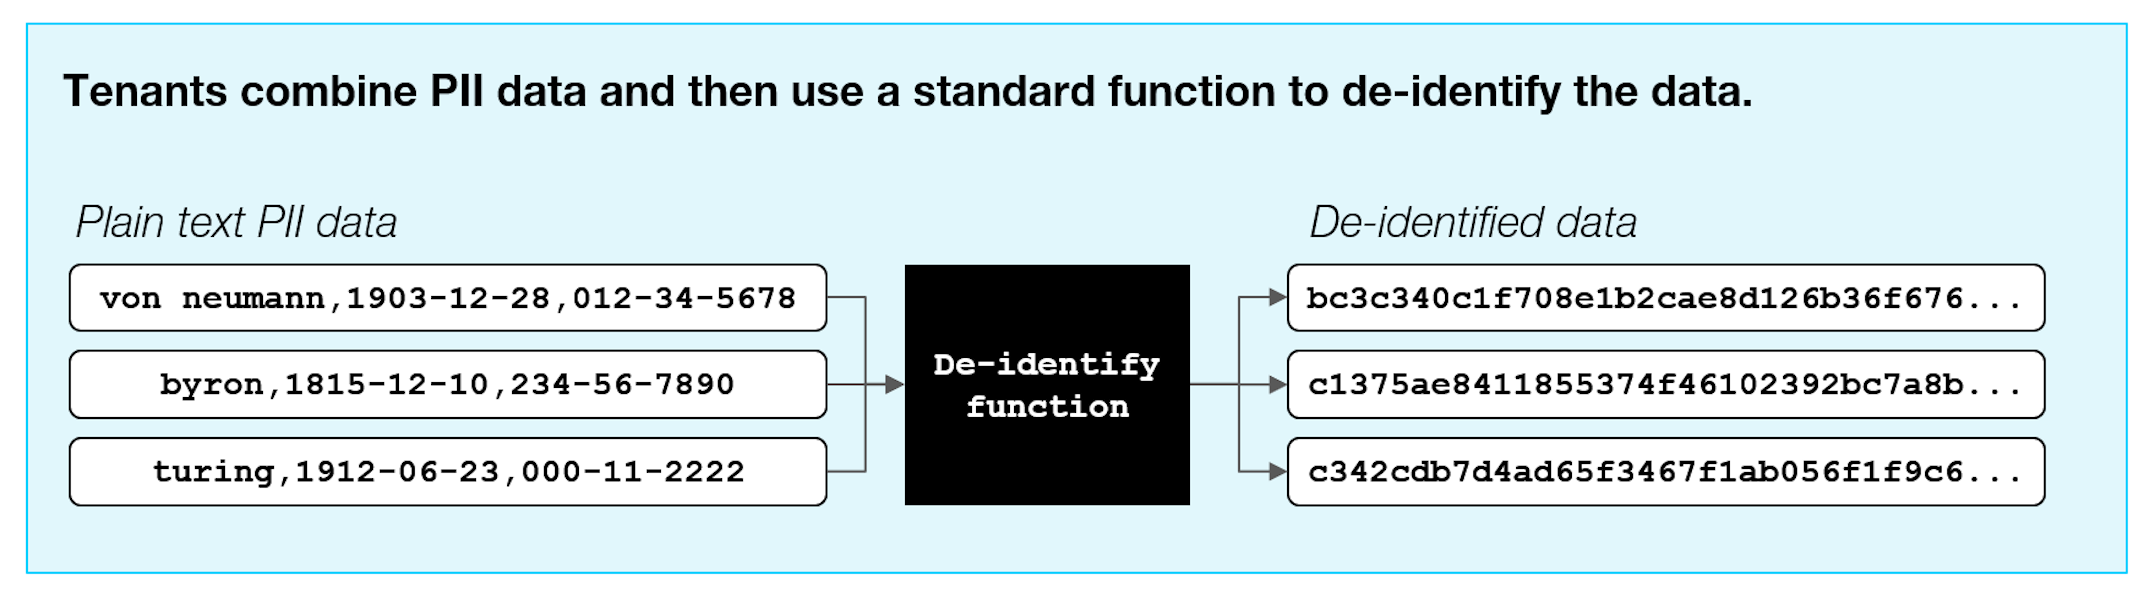 Tenants combine PII data and then use a standard function to de-identify the data.
Plain text PII data
De-identified data
von neumann,1903-12-28,012-34-5678
bc3c340c1f708e1b2cae8d126b36f676...
De-identify
function
byron,1815-12-10,234-56-7890
c1375ae8411855374f46102392bc7a8b...
turing,1912-06-23,000-11-2222
c342cdb7d4ad65f3467f1ab056f1f9c6...